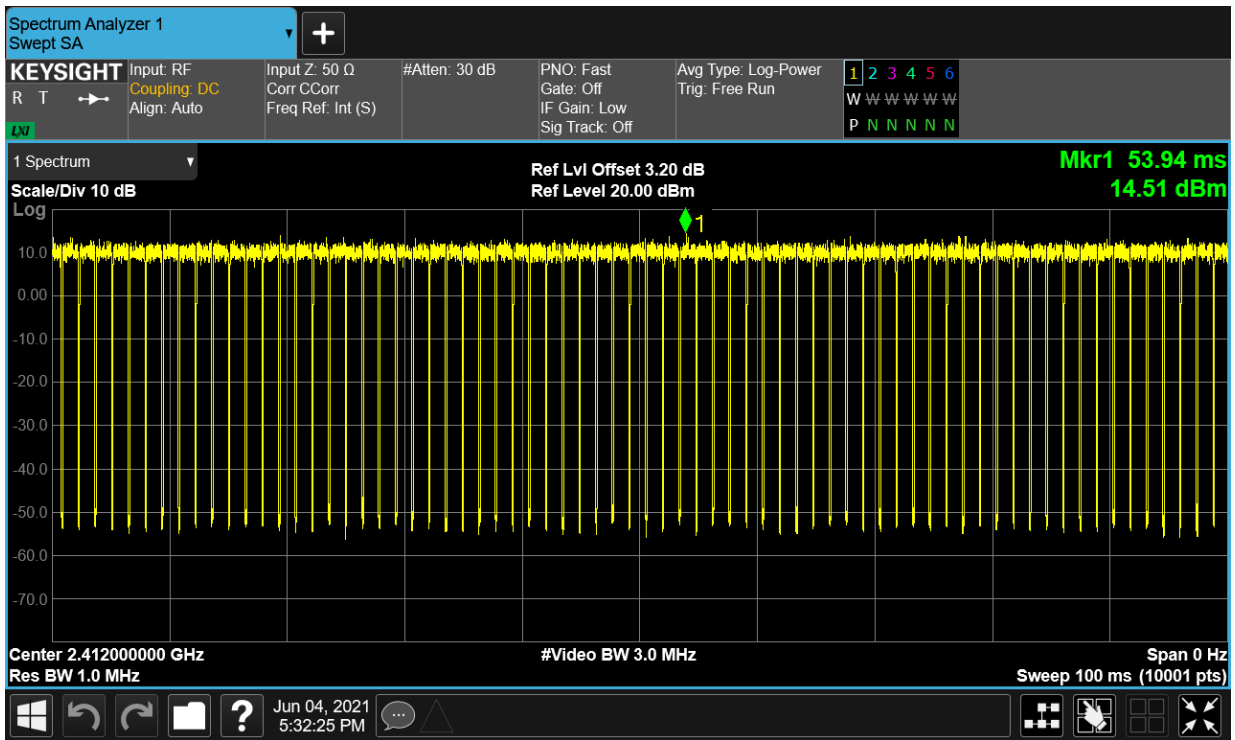 Spectrum Analyzer 1
Swept SA
KEYSIGHT
R T
LXI
Input: RF
Coupling: DC
Align: Auto
Input Z: 50 Ω
Corr CCorr
Freq Ref: Int (S)
#Atten: 30 dB
PNO: Fast
Gate: Off
IF Gain: Low
Sig Track: Off
Avg Type: Log-Power
Trig: Free Run
1 2 3 4 5 6
W W W W W W
P N N N N N
1 Spectrum
Scale/Div 10 dB
Log
Ref Lvl Offset 3.20 dB
Ref Level 20.00 dBm
Mkr1 53.94 ms
14.51 dBm
1
10.0
0.00
-10.0
-20.0
-30.0
-40.0
-50.0
-60.0
-70.0
Center 2.412000000 GHz
Res BW 1.0 MHz
#Video BW 3.0 MHz
Span 0 Hz
Sweep 100 ms (10001 pts)
?
Jun 04, 2021
5:32:25 PM